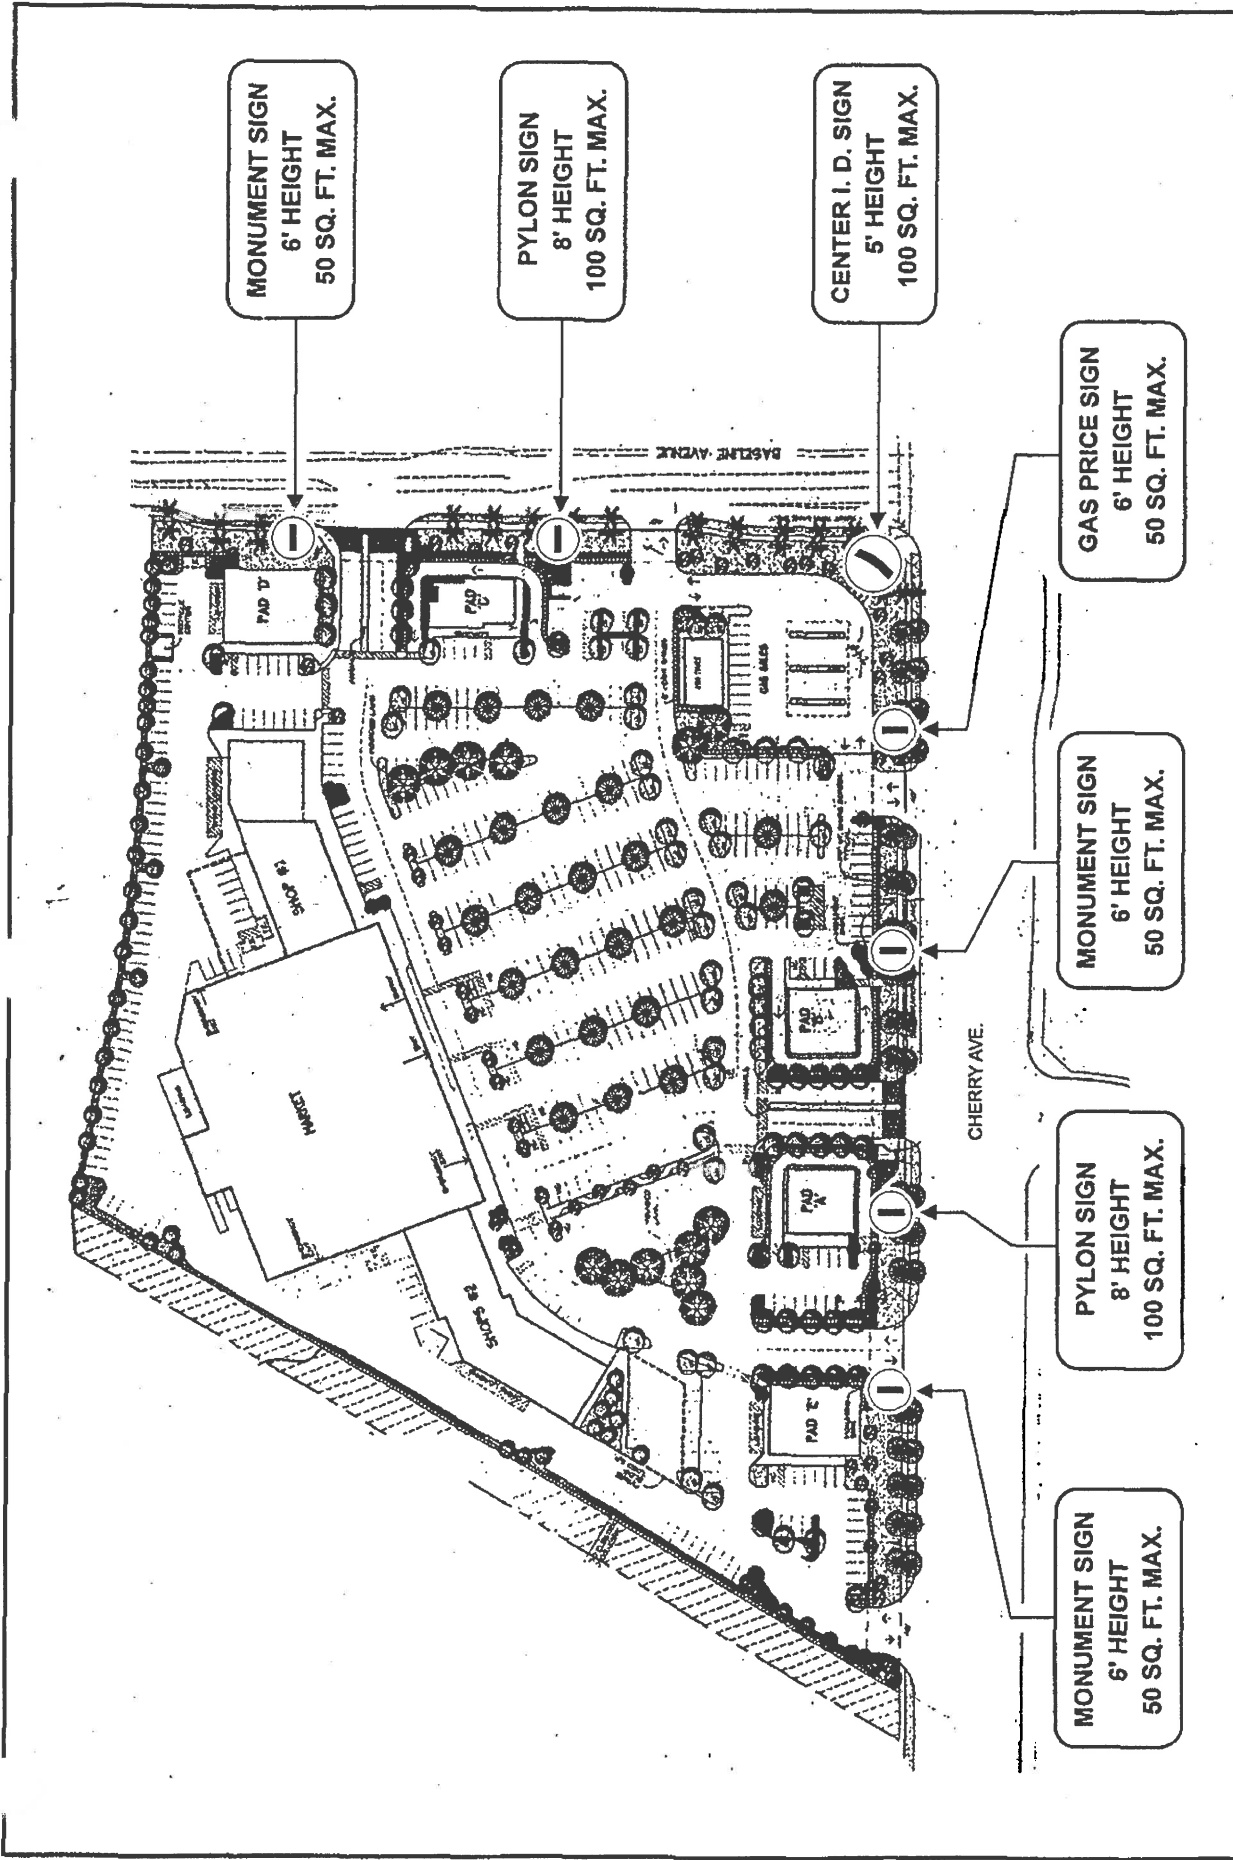 MONUMENT SIGN
6' HEIGHT
50 SQ. FT. MAX.
PYLON SIGN
8' HEIGHT
100 SQ. FT. MAX.
CENTER I. D. SIGN
5' HEIGHT
100 SQ. FT. MAX.
GAS PRICE SIGN
6' HEIGHT
50 SQ. FT. MAX.
MONUMENT SIGN
6' HEIGHT
50 SQ. FT. MAX.
PYLON SIGN
8' HEIGHT
100 SQ. FT. MAX.
MONUMENT SIGN
6' HEIGHT
50 SQ. FT. MAX.
BASELINE AVENUE
CHERRY AVE.
PAD 'D'
PAD
'C'
GAS SALES
MARKET
SHOPS #2
PAD
PAD
'A'
PAD 'E'